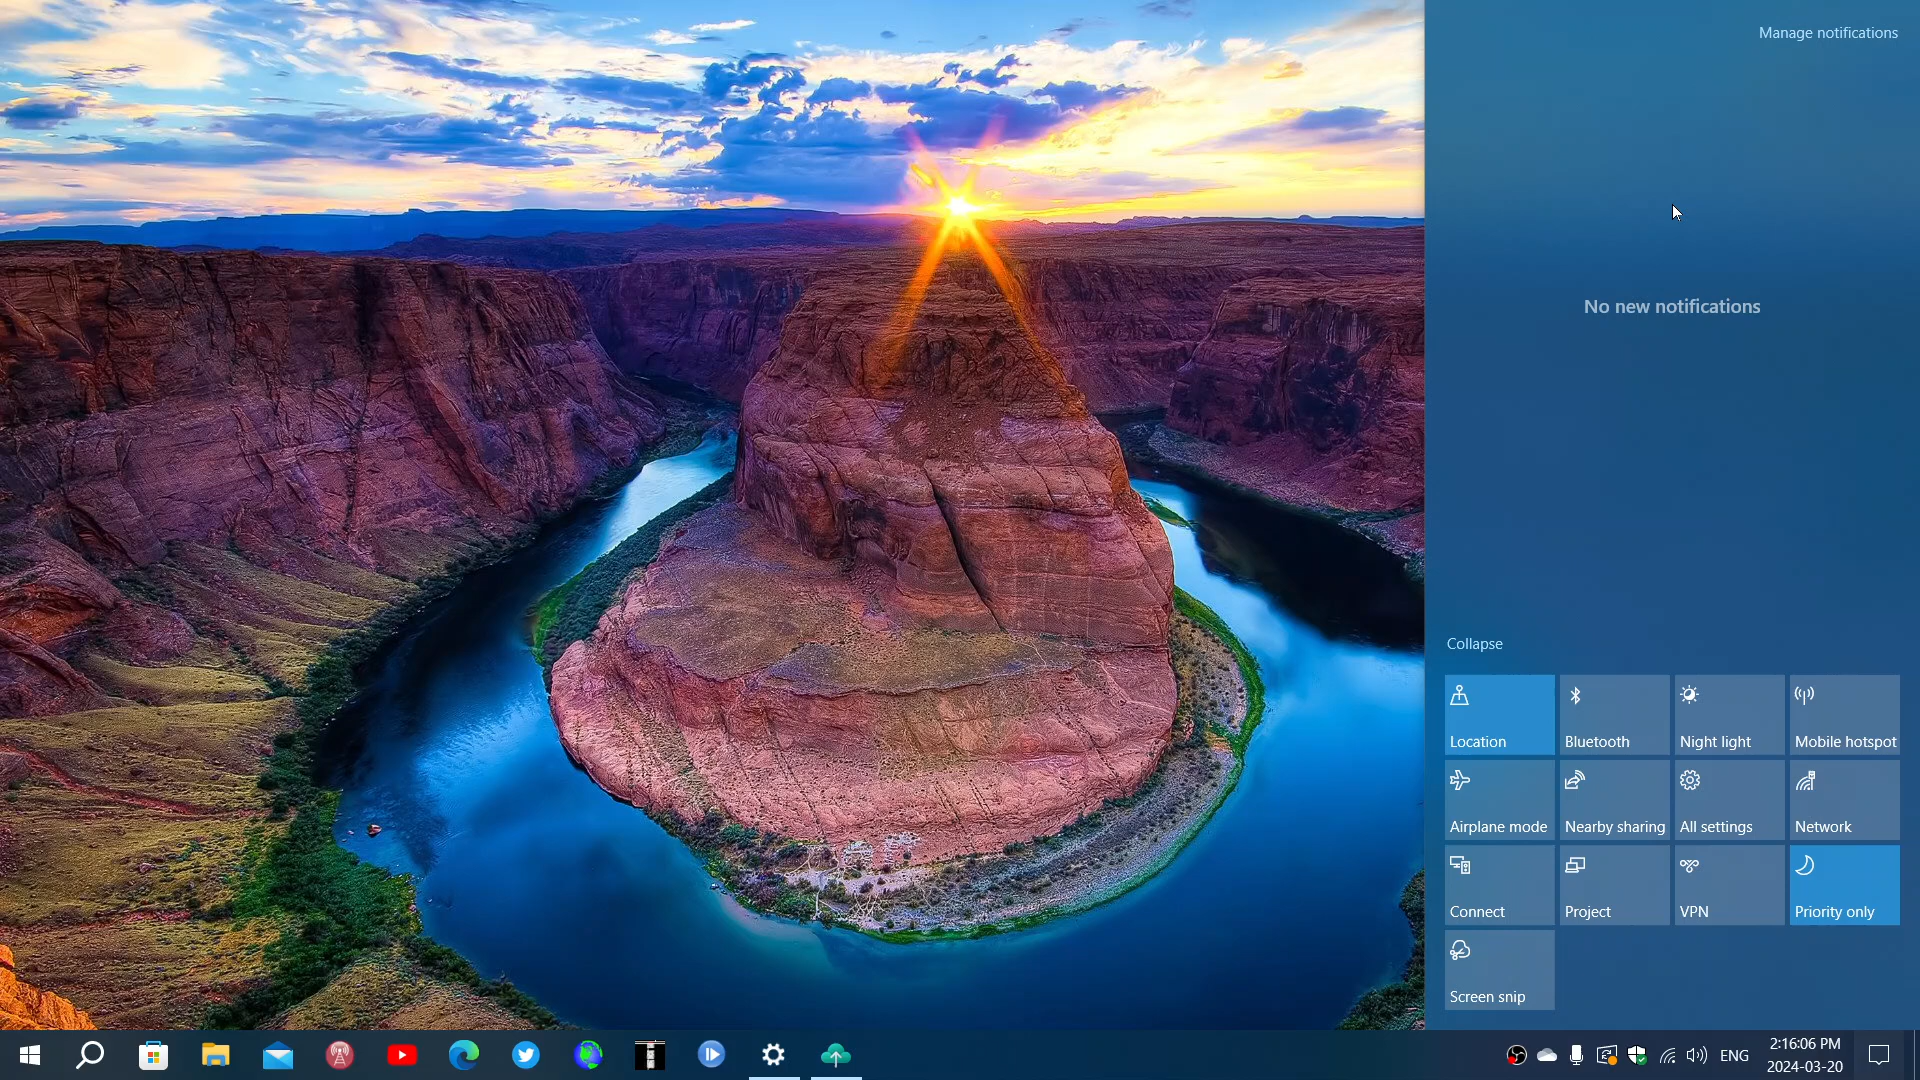 Manage notifications
No new notifications
Collapse
Location
Bluetooth
Night light
Mobile hotspot
Airplane mode
Nearby sharing
All settings
Network
Connect
Project
VPN
Priority only
Screen snip
ENG
2:16:06 PM
2024-03-20